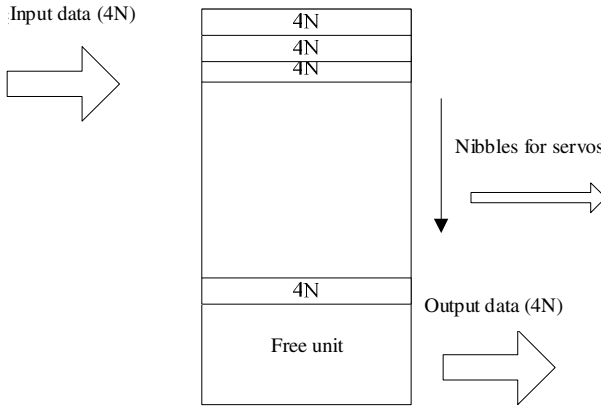 Input data (4N)
4N
4N
4N
Nibbles for servos
4N
Output data (4N)
Free unit